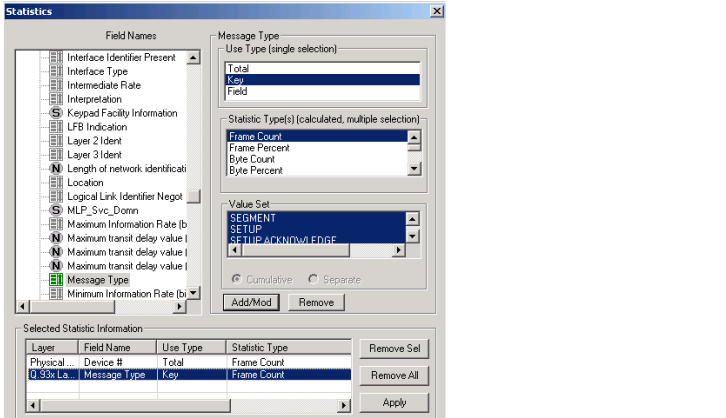 Statistics
Field Names
Interface Identifier Present
Interface Type
Intermediate Rate
Interpretation
S Keypad Facility Information
LFB Indication
Layer 2 Ident
Layer 3 Ident
N Length of network identificati
Location
Logical Link Identifier Negot
S MLP_Svc_Domn
Maximum Information Rate (b
N Maximum transit delay value (
N Maximum transit delay value (
N Maximum transit delay value (
Message Type
Minimum Information Rate (bi
Message Type
Use Type (single selection)
Total
Key
Field
Statistic Type(s) (calculated, multiple selection)
Frame Count
Frame Percent
Byte Count
Byte Percent
Value Set
SEGMENT
SETUP
SETUP ACKNOWLEDGE
Cumulative Separate
Add/Mod Remove
Selected Statistic Information
Layer Field Name Use Type Statistic Type
Physical ... Device # Total Frame Count
Q.93x La... Message Type Key Frame Count
Remove Sel
Remove All
Apply